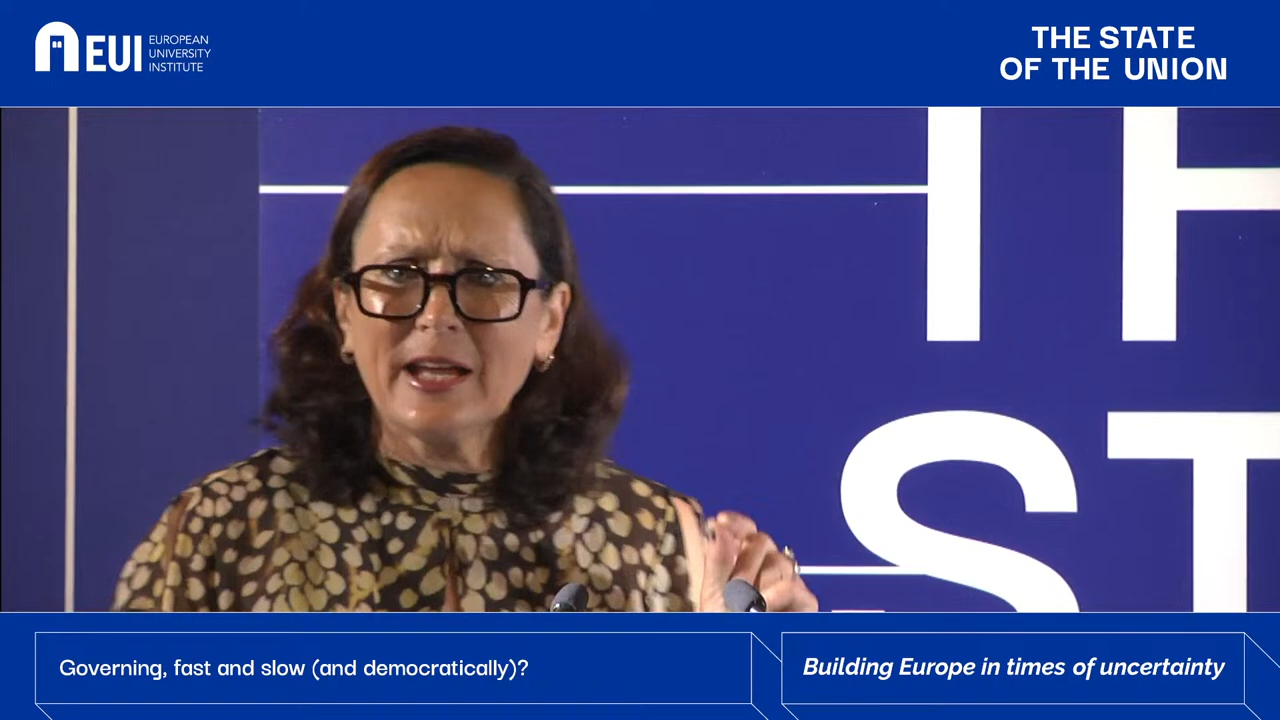 EUI
EUROPEAN
UNIVERSITY
INSTITUTE
THE STATE
OF THE UNION
ST
Governing, fast and slow (and democratically)?
Building Europe in times of uncertainty